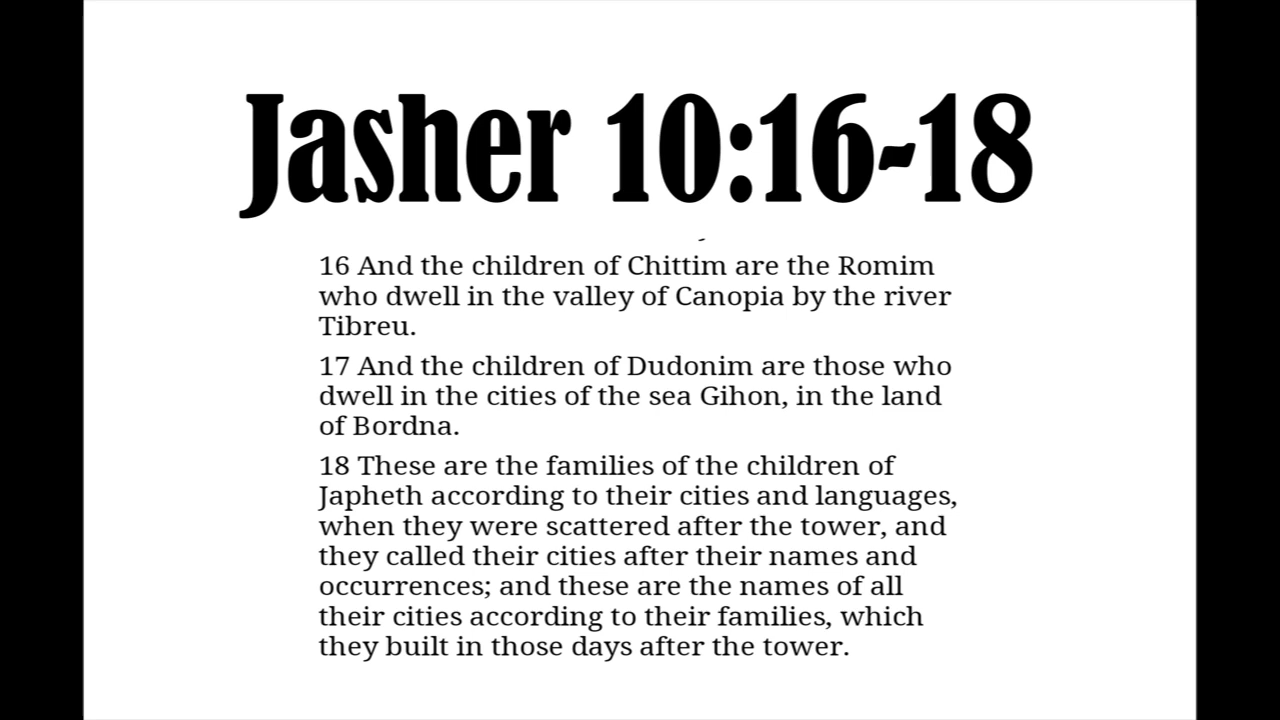 Jasher 10:16-18
16 And the children of Chittim are the Romim
who dwell in the valley of Canopia by the river
Tibreu.
17 And the children of Dudonim are those who
dwell in the cities of the sea Gihon, in the land
of Bordna.
18 These are the families of the children of
Japheth according to their cities and languages,
when they were scattered after the tower, and
they called their cities after their names and
occurrences; and these are the names of all
their cities according to their families, which
they built in those days after the tower.